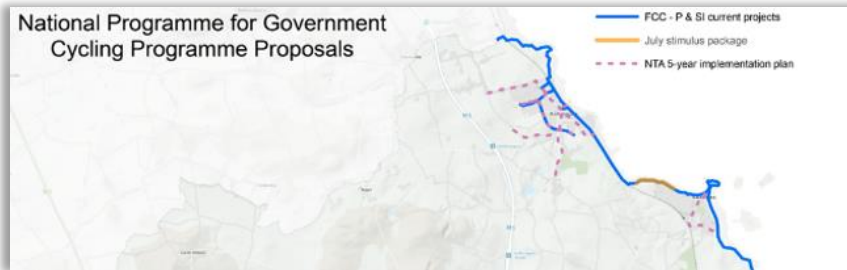 National Programme for Government
Cycling Programme Proposals
FCC - P & SI current projects
July stimulus package
NTA 5-year implementation plan
M1